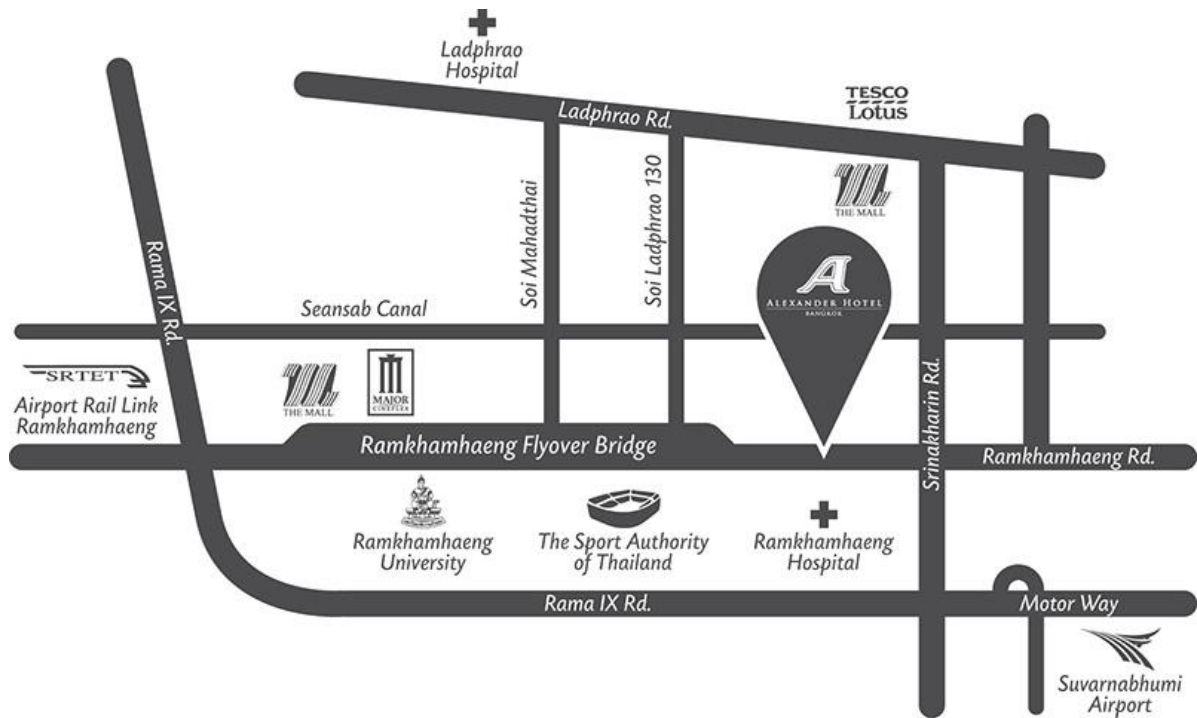 Ladphrao
Hospital
Ladphrao Rd.
TESCO
Lotus
THE MALL
Soi Mahadthai
Soi Ladphrao 130
Rama IX Rd.
A
ALEXANDER HOTEL
BANGKOK
Seansab Canal
SRTET
Airport Rail Link
Ramkhamhaeng
THE MALL
MAJOR
CINEPLEX
Srinakharin Rd.
Ramkhamhaeng Flyover Bridge
Ramkhamhaeng Rd.
Ramkhamhaeng
University
The Sport Authority
of Thailand
Ramkhamhaeng
Hospital
Rama IX Rd.
Motor Way
Suvarnabhumi
Airport